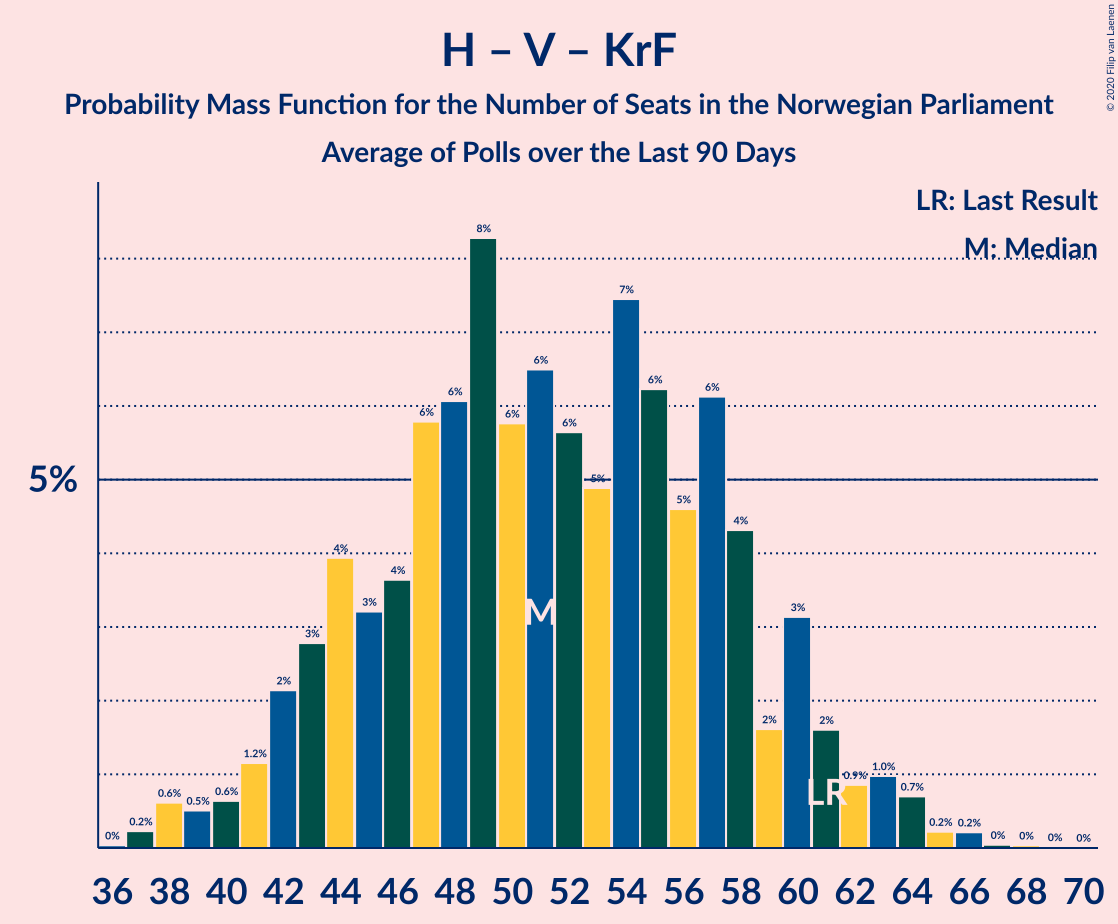 H – V – KrF
Probability Mass Function for the Number of Seats in the Norwegian Parliament
Average of Polls over the Last 90 Days
© 2020 Filip van Laenen
LR: Last Result
M: Median
5%
0% 0.2% 0.6% 0.5% 0.6% 1.2% 2% 3% 4% 3% 4% 6% 6% 8% 6% 6% 6% 5% 7% 6% 5% 6% 4% 2% 3% 2% 0.9% 1.0% 0.7% 0.2% 0.2% 0% 0% 0% 0%
M
LR
36 38 40 42 44 46 48 50 52 54 56 58 60 62 64 66 68 70